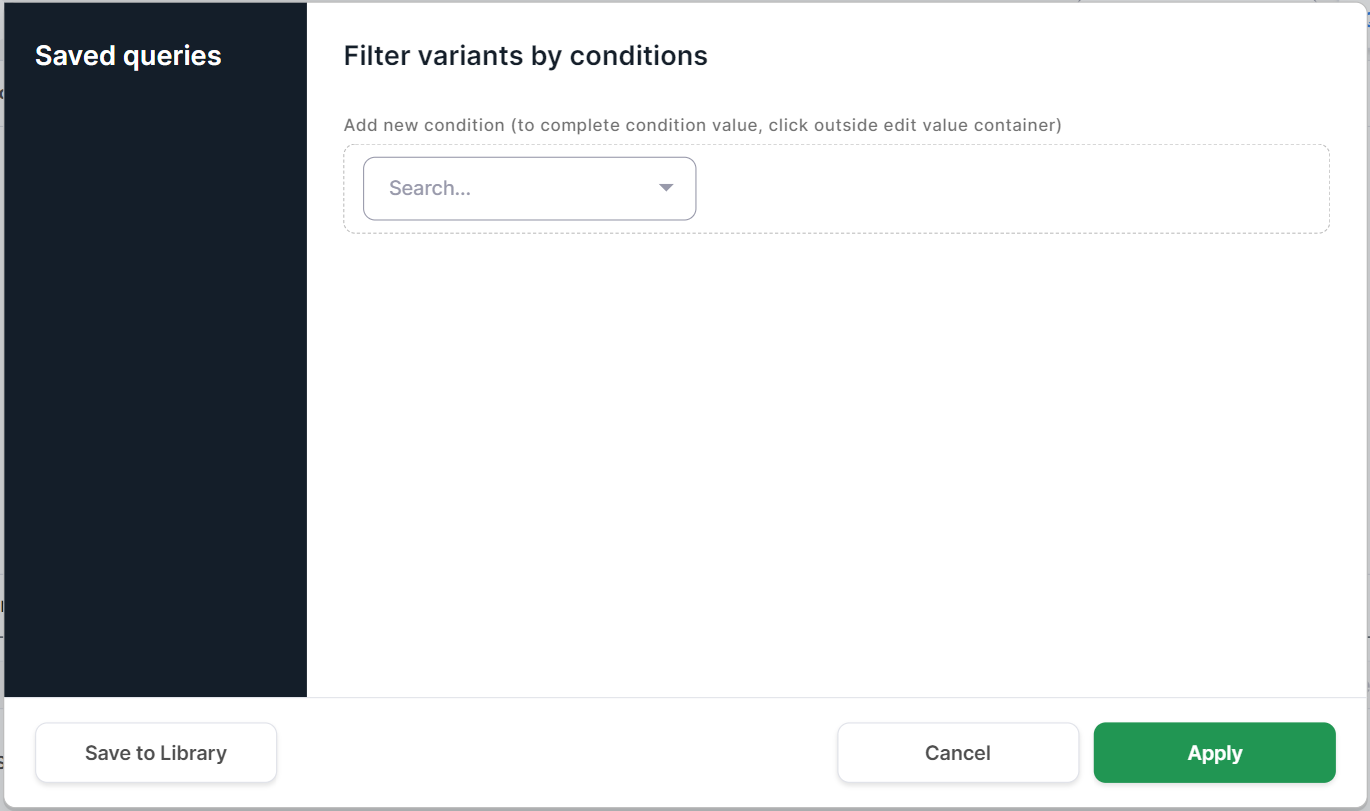 Saved queries
Filter variants by conditions
Add new condition (to complete condition value, click outside edit value container)
Search...
Save to Library
Cancel
Apply